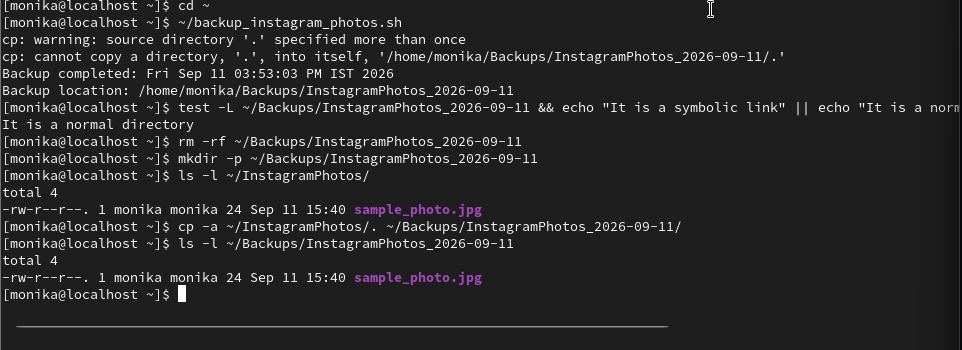 [monika@localhost ~]$ cd ~
[monika@localhost ~]$ ~/backup_instagram_photos.sh
cp: warning: source directory '.' specified more than once
cp: cannot copy a directory, '.', into itself, '/home/monika/Backups/InstagramPhotos_2026-09-11/.'
Backup completed: Fri Sep 11 03:53:03 PM IST 2026
Backup location: /home/monika/Backups/InstagramPhotos_2026-09-11
[monika@localhost ~]$ test -L ~/Backups/InstagramPhotos_2026-09-11 && echo "It is a symbolic link" || echo "It is a norm
It is a normal directory
[monika@localhost ~]$ rm -rf ~/Backups/InstagramPhotos_2026-09-11
[monika@localhost ~]$ mkdir -p ~/Backups/InstagramPhotos_2026-09-11
[monika@localhost ~]$ ls -l ~/InstagramPhotos/
total 4
-rw-r--r--. 1 monika monika 24 Sep 11 15:40 sample_photo.jpg
[monika@localhost ~]$ cp -a ~/InstagramPhotos/. ~/Backups/InstagramPhotos_2026-09-11/
[monika@localhost ~]$ ls -l ~/Backups/InstagramPhotos_2026-09-11
total 4
-rw-r--r--. 1 monika monika 24 Sep 11 15:40 sample_photo.jpg
[monika@localhost ~]$